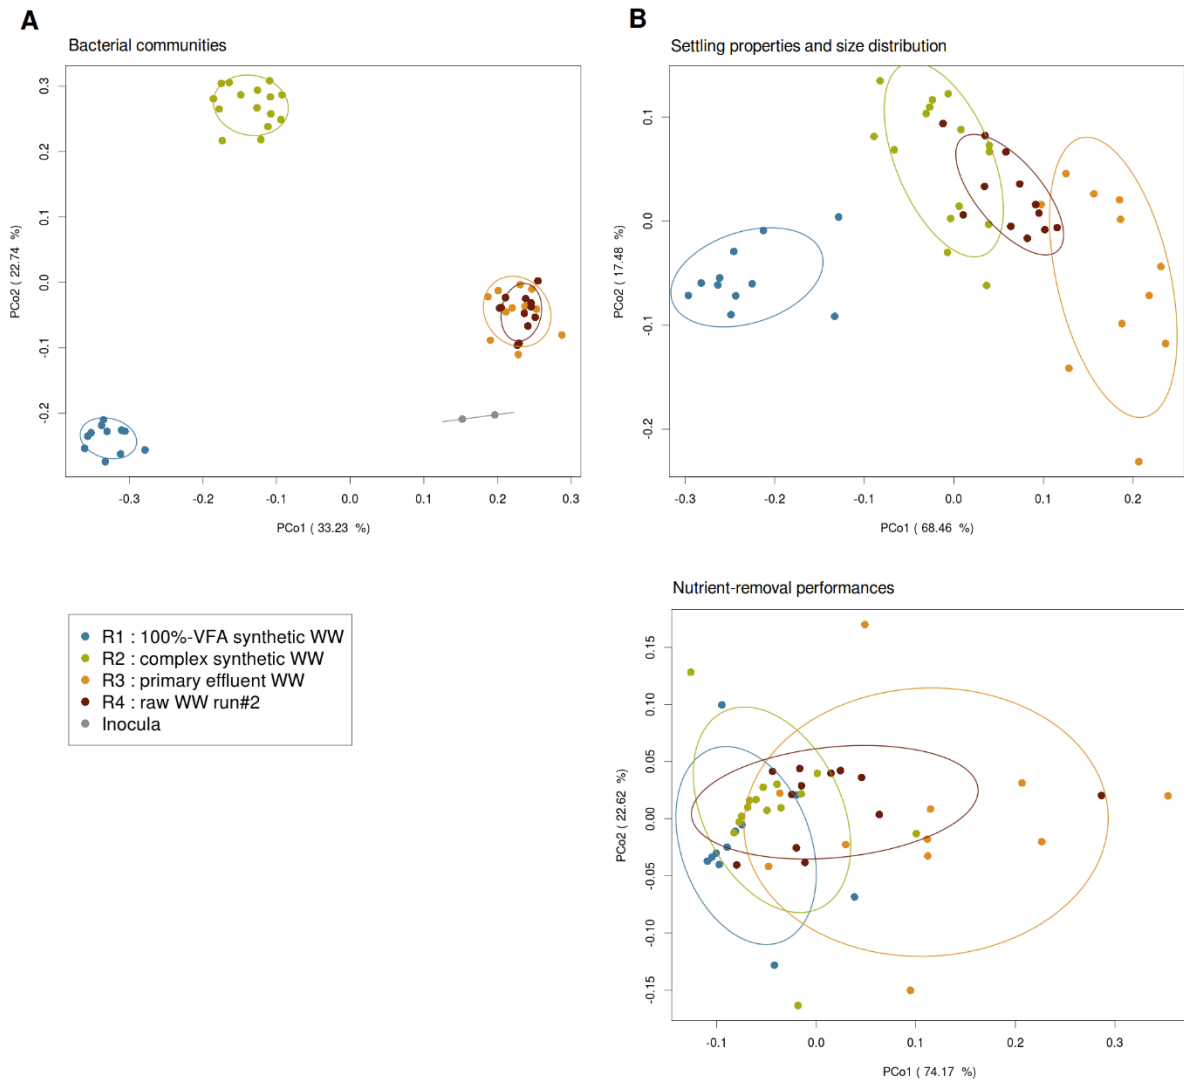 A
Bacterial communities
0.3
0.2
0.1
0.0
-0.1
-0.2
PCo2 ( 22.74 %)
-0.3 -0.2 -0.1 0.0 0.1 0.2 0.3
PCo1 ( 33.23 %)
B
Settling properties and size distribution
0.1
0.0
-0.1
-0.2
PCo2 ( 17.48 %)
-0.3 -0.2 -0.1 0.0 0.1 0.2
PCo1 ( 68.46 %)
R1 : 100%-VFA synthetic WW
R2 : complex synthetic WW
R3 : primary effluent WW
R4 : raw WW run#2
Inocula
Nutrient-removal performances
0.15
0.10
0.05
0.00
-0.05
-0.10
-0.15
PCo2 ( 22.62 %)
-0.1 0.0 0.1 0.2 0.3
PCo1 ( 74.17 %)